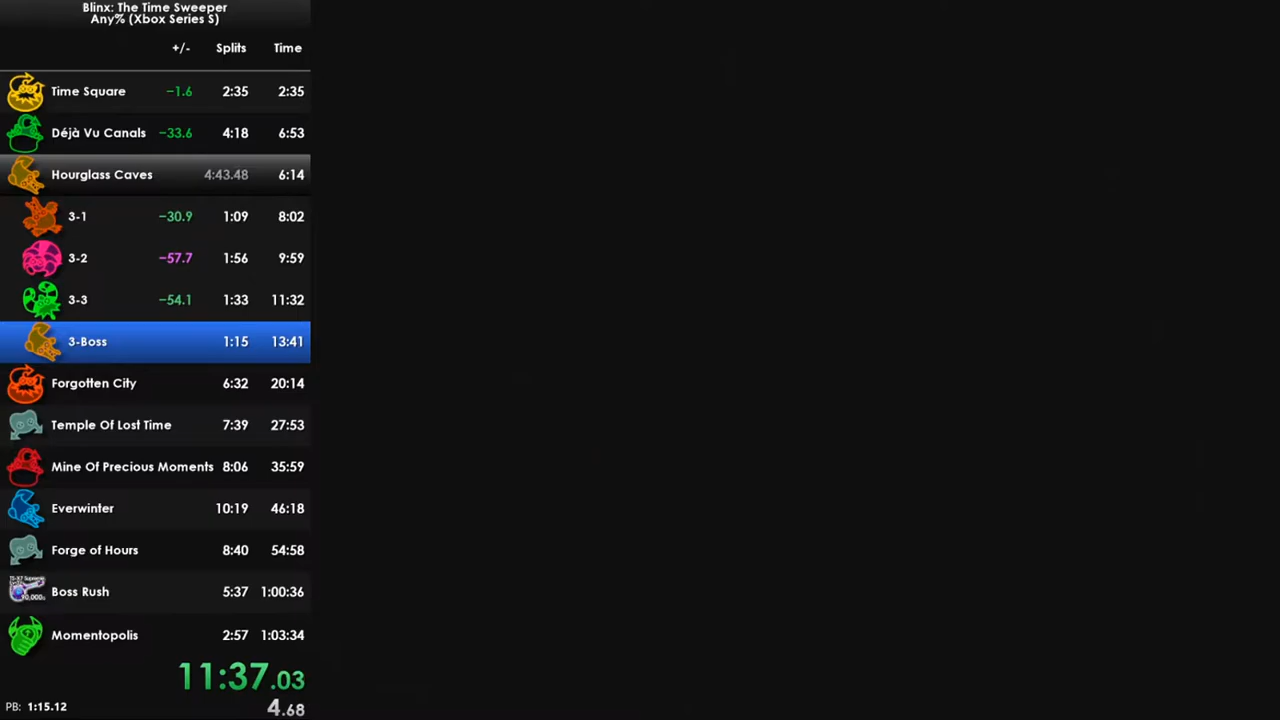 Blinx: The Time Sweeper
Any% (Xbox Series S)
+/- Splits Time
Time Square −1.6 2:35 2:35
Déjà Vu Canals −33.6 4:18 6:53
Hourglass Caves 4:43.48 6:14
3-1 −30.9 1:09 8:02
3-2 −57.7 1:56 9:59
3-3 −54.1 1:33 11:32
3-Boss 1:15 13:41
Forgotten City 6:32 20:14
Temple Of Lost Time 7:39 27:53
Mine Of Precious Moments 8:06 35:59
Everwinter 10:19 46:18
Forge of Hours 8:40 54:58
Boss Rush 5:37 1:00:36
Momentopolis 2:57 1:03:34
11:37.03
PB: 1:15.12 4.68